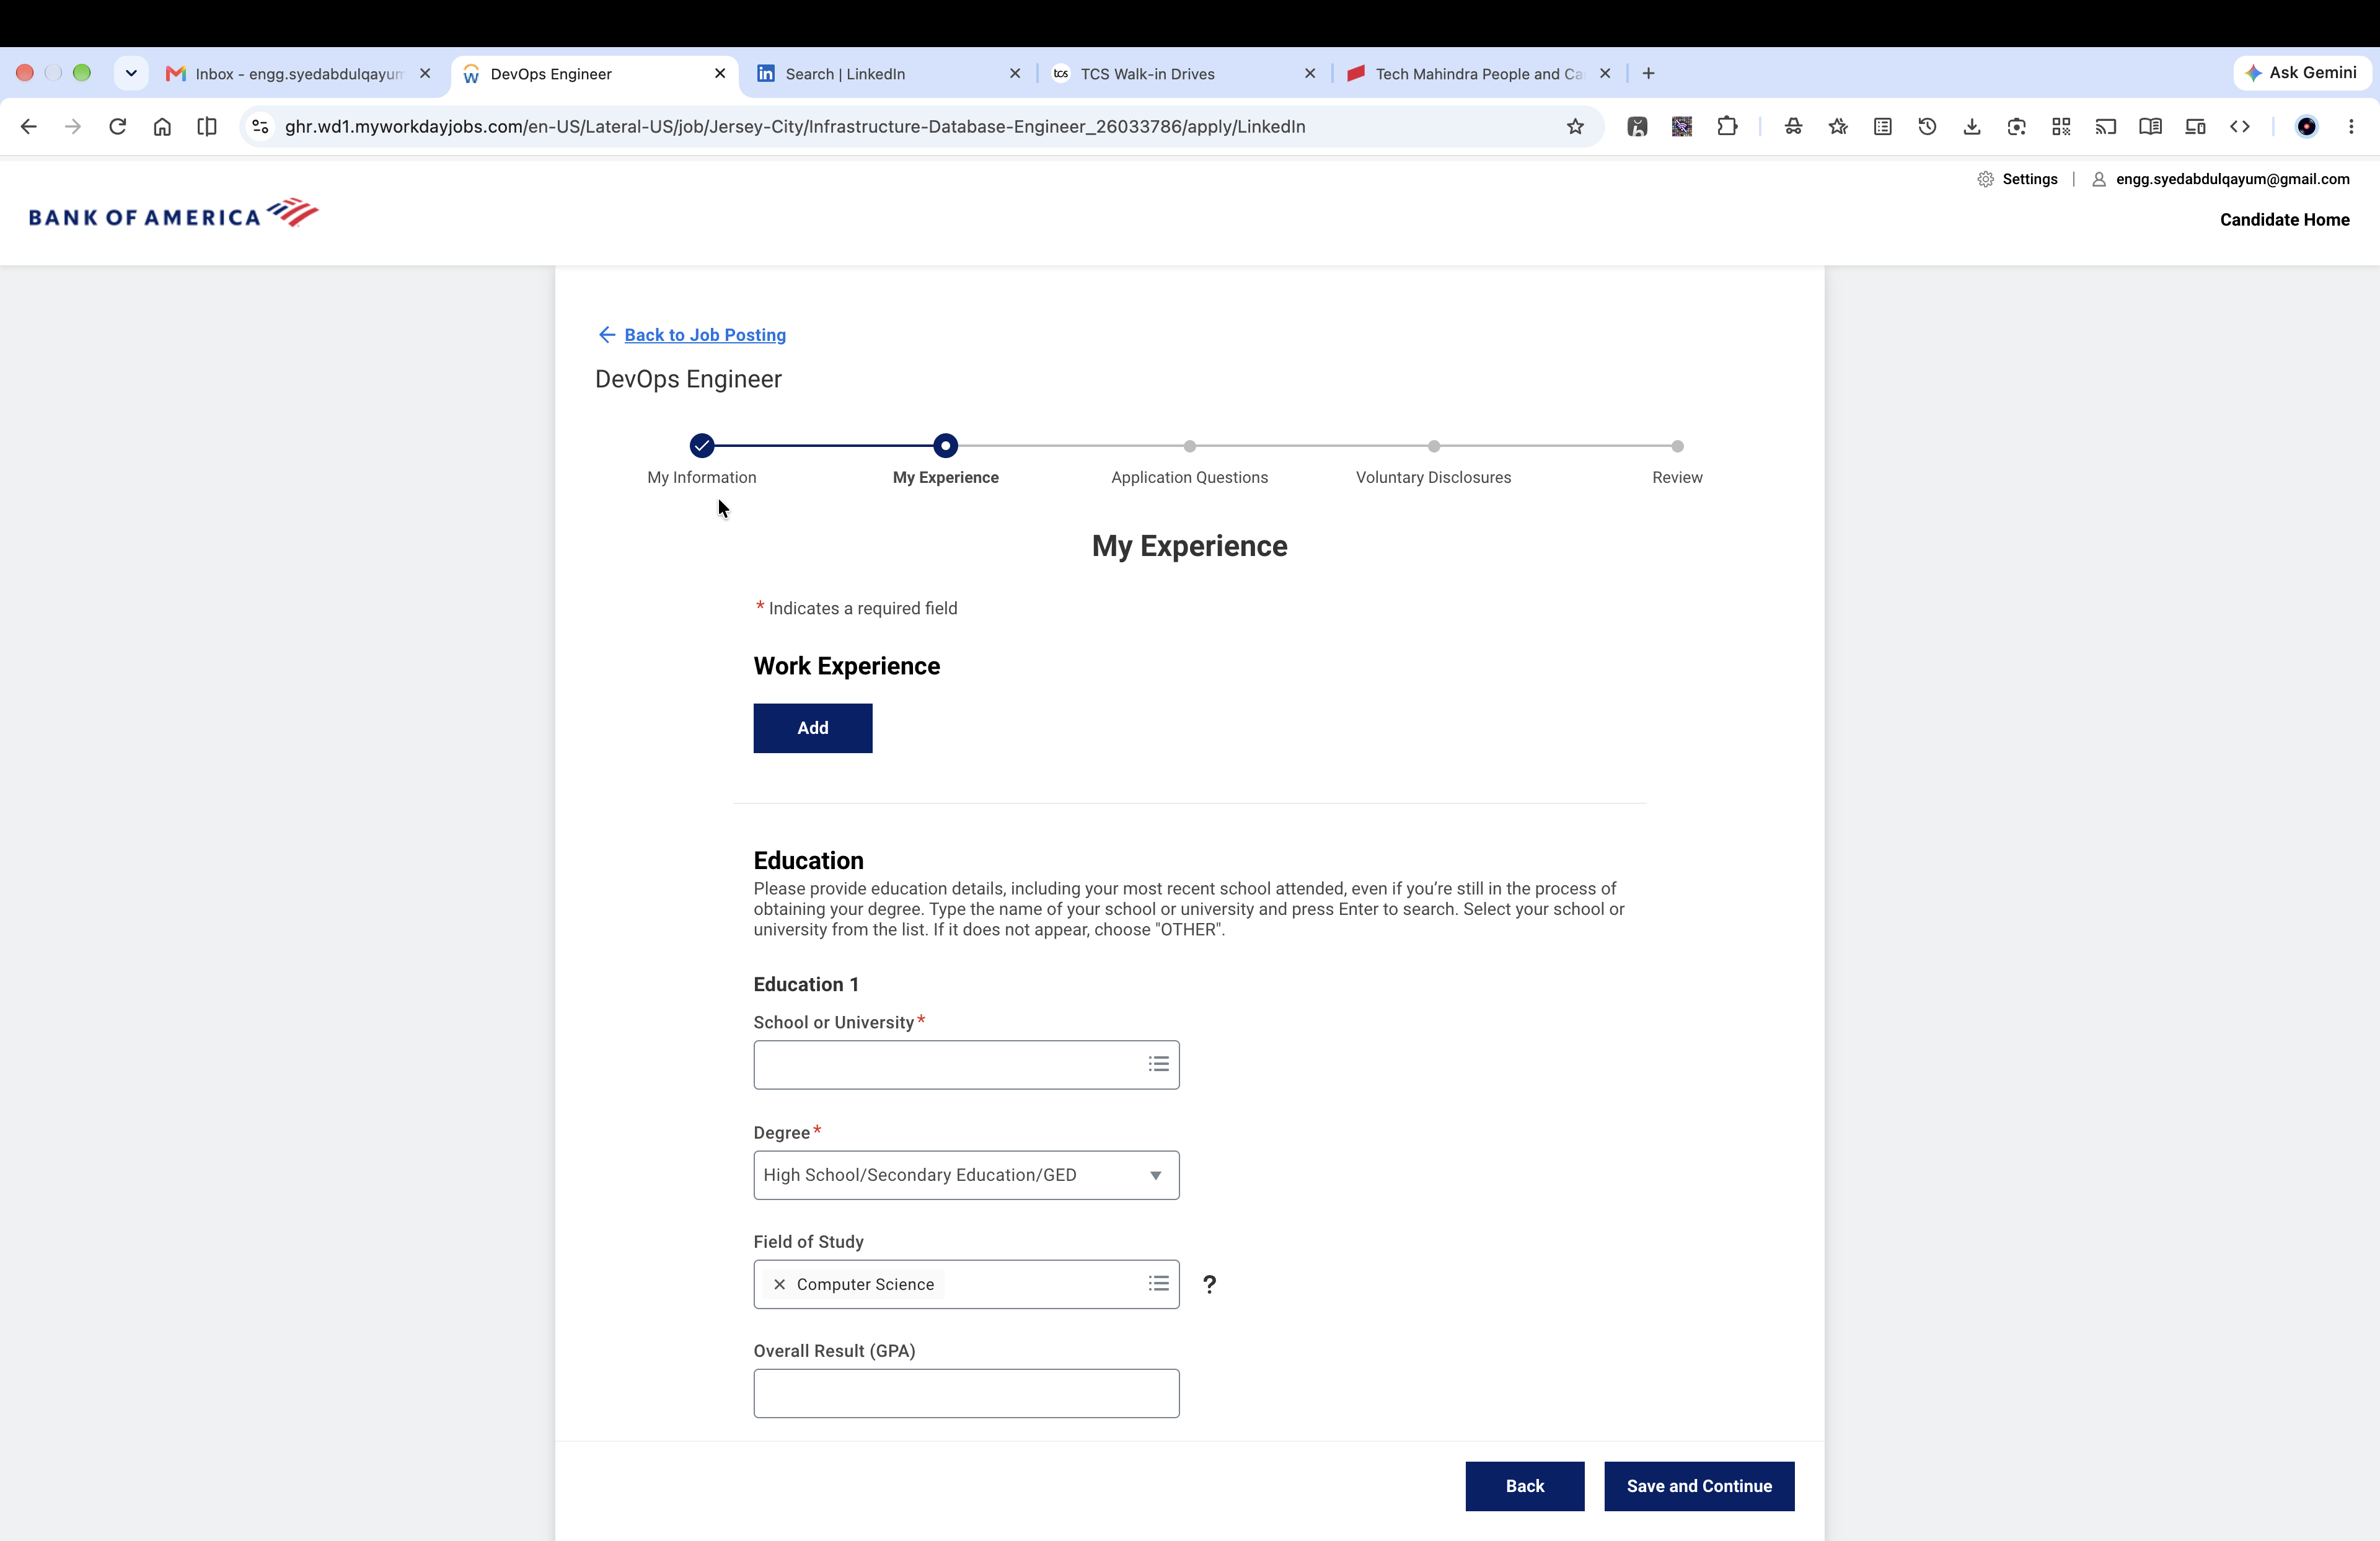 Inbox - engg.syedabdulqayum
DevOps Engineer
Search | LinkedIn
TCS Walk-in Drives
Tech Mahindra People and Ca
Ask Gemini
ghr.wd1.myworkdayjobs.com/en-US/Lateral-US/job/Jersey-City/Infrastructure-Database-Engineer_26033786/apply/LinkedIn
Settings | engg.syedabdulqayum@gmail.com
BANK OF AMERICA
Candidate Home
Back to Job Posting
DevOps Engineer
My Information
My Experience
Application Questions
Voluntary Disclosures
Review
My Experience
* Indicates a required field
Work Experience
Add
Education
Please provide education details, including your most recent school attended, even if you’re still in the process of
obtaining your degree. Type the name of your school or university and press Enter to search. Select your school or
university from the list. If it does not appear, choose "OTHER".
Education 1
School or University*
Degree*
High School/Secondary Education/GED
Field of Study
Computer Science
?
Overall Result (GPA)
Back
Save and Continue